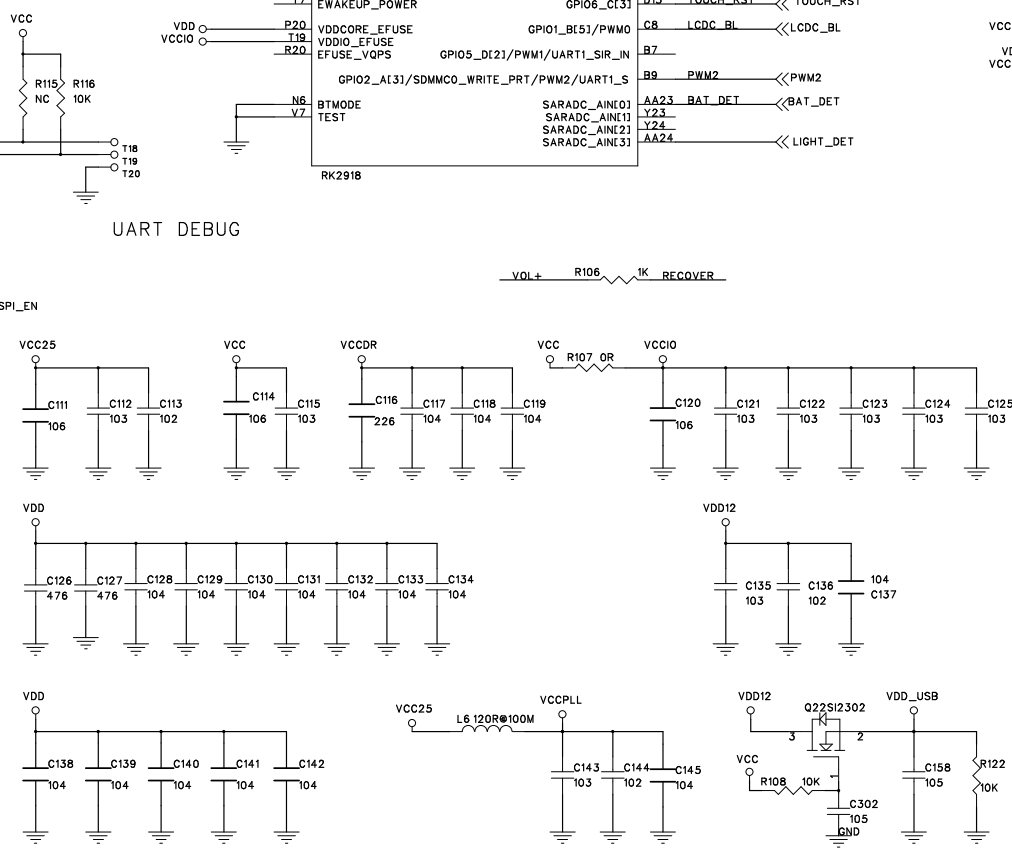 EWAKEUP_POWER
GPIO6_C[3]
TOUCH_RST
VCC
VDD P20 VDDCORE_EFUSE
GPIO1_B[5]/PWM0 C8 LCDC_BL LCDC_BL
VCC
VCCIO T19 VDDIO_EFUSE
R20 EFUSE_VQPS
GPIO5_D[2]/PWM1/UART1_SIR_IN B7
VCC
R115 R116
NC 10K
GPIO2_A[3]/SDMMC0_WRITE_PRT/PWM2/UART1_S B9 PWM2 PWM2
N6 BTMODE
SARADC_AIN[0] AA23 BAT_DET BAT_DET
V7 TEST
SARADC_AIN[1] Y23
SARADC_AIN[2] Y24
SARADC_AIN[3] AA24 LIGHT_DET
T18
T19
T20
RK2918
UART DEBUG
VOL+ R106 1K RECOVER
SPI_EN
VCC25 VCC VCCDR VCC R107 0R VCCIO
C111 106
C112 103
C113 102
C114 106
C115 103
C116 226
C117 104
C118 104
C119 104
C120 106
C121 103
C122 103
C123 103
C124 103
C125 103
VDD VDD12
C126 476
C127 476
C128 104
C129 104
C130 104
C131 104
C132 104
C133 104
C134 104
C135 103
C136 102
104 C137
VDD VCC25 L6 120R@100M VCCPLL VDD12 Q22SI2302 VDD_USB
3 2
1
C138 104
C139 104
C140 104
C141 104
C142 104
C143 103
C144 102
C145 104
VCC
R108 10K
C302 105
GND
C158 105
R122 10K